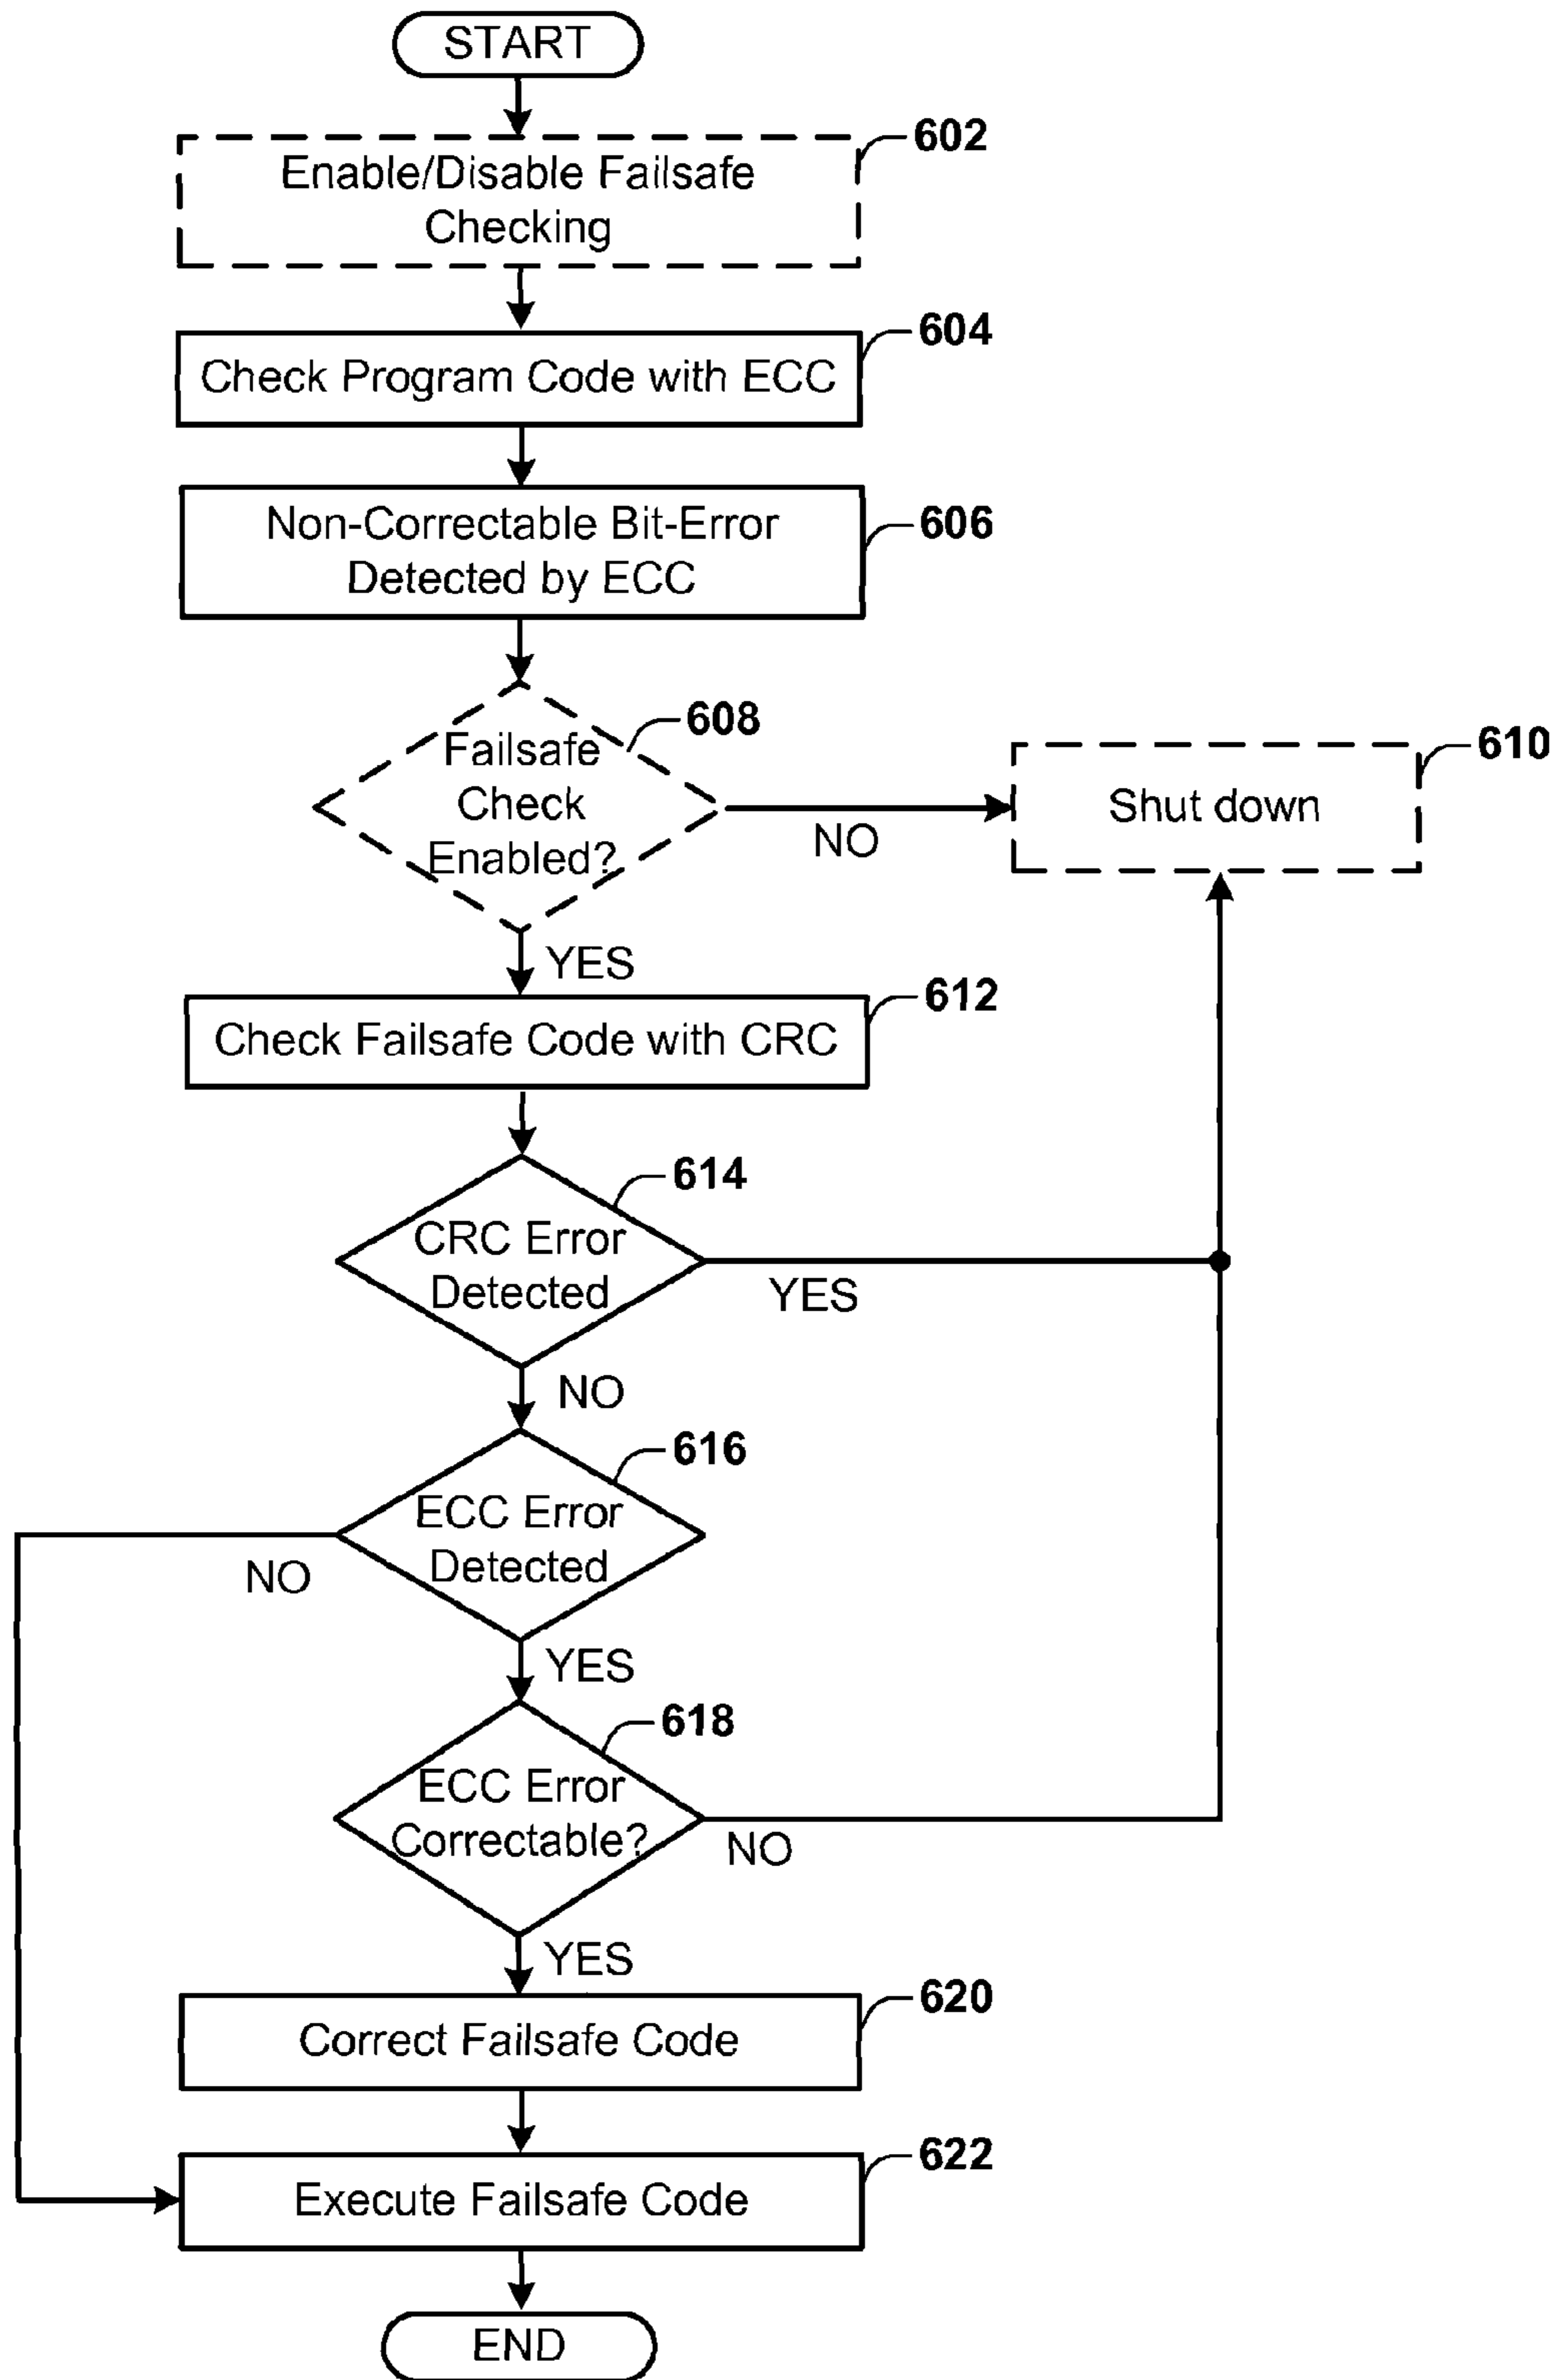 START
602
Enable/Disable Failsafe
Checking
604
Check Program Code with ECC
606
Non-Correctable Bit-Error
Detected by ECC
608
Failsafe
Check
Enabled?
NO
610
Shut down
YES
612
Check Failsafe Code with CRC
614
CRC Error
Detected
YES
NO
616
ECC Error
Detected
NO
YES
618
ECC Error
Correctable?
NO
YES
620
Correct Failsafe Code
622
Execute Failsafe Code
END